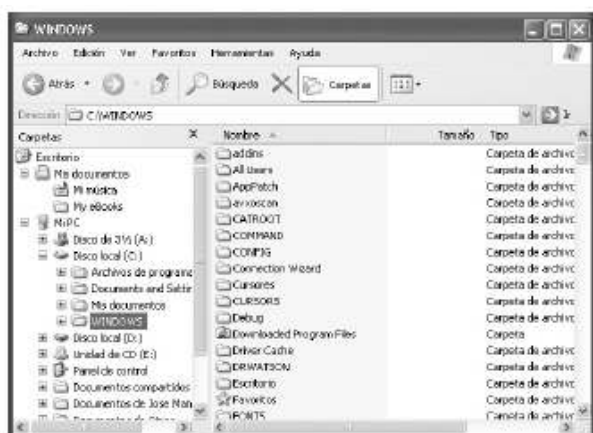 WINDOWS
Archivo Edición Ver Favoritos Herramientas Ayuda
Atrás Búsqueda Carpetas
Dirección C:\WINDOWS
Carpetas
Escritorio
Mis documentos
Mi música
My eBooks
MiPC
Disco de 3½ (A:)
Disco local (C:)
Archivos de programa
Documents and Settin
Mis documentos
WINDOWS
Disco local (D:)
Unidad de CD (E:)
Panel de control
Documentos compartidos
Documentos de Jose Man
Documentos de
Nombre Tamaño Tipo
addins Carpeta de archivo
All Users Carpeta de archivo
AppPatch Carpeta de archivo
avxoscan Carpeta de archivo
CATROOT Carpeta de archivo
COMMAND Carpeta de archivo
CONFIG Carpeta de archivo
Connection Wizard Carpeta de archivo
Cursores Carpeta de archivo
CURSORS Carpeta de archivo
Debug Carpeta de archivo
Downloaded Program Files Carpeta
Driver Cache Carpeta de archivo
DRWATSON Carpeta de archivo
Escritorio Carpeta de archivo
Favoritos Carpeta de archivo
FONTS Carpeta de archivo